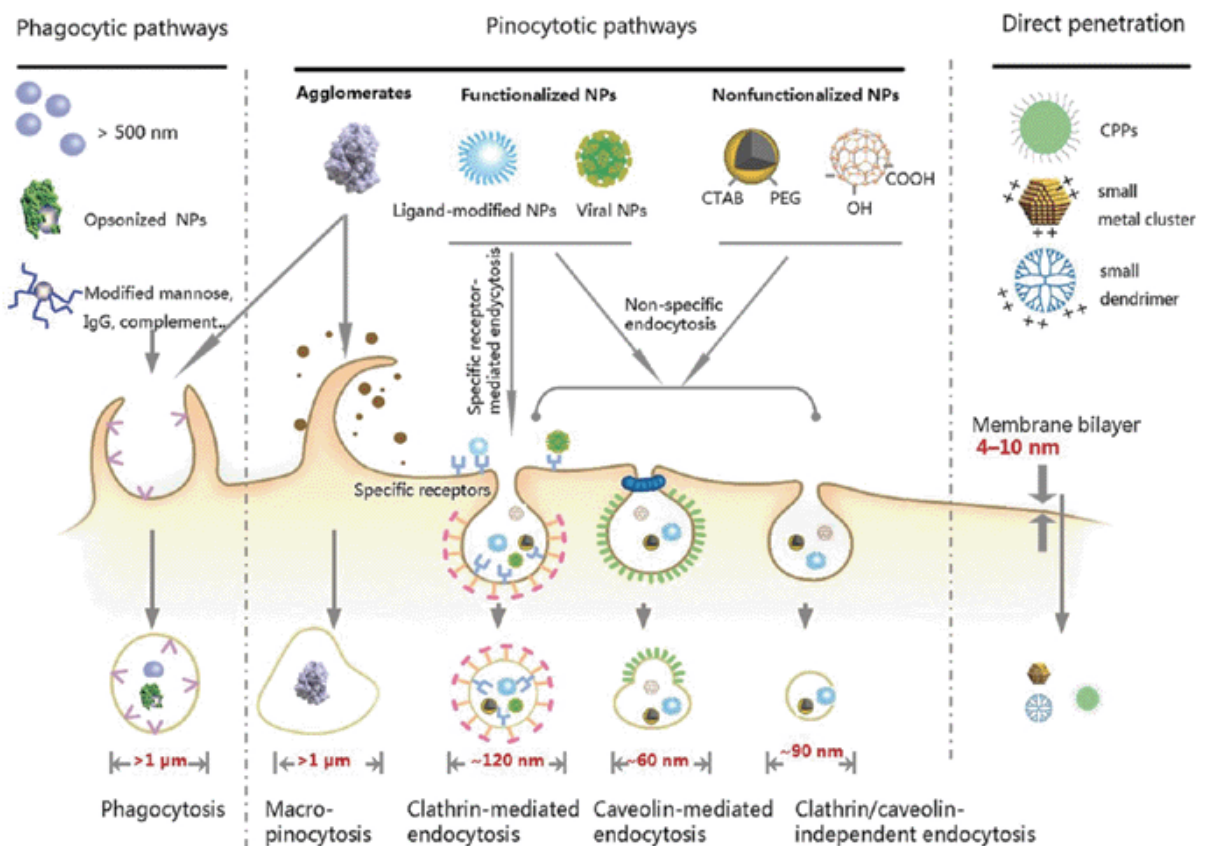 Phagocytic pathways
Pinocytotic pathways
Direct penetration
> 500 nm
Opsonized NPs
Modified mannose,
IgG, complement..
Agglomerates
Functionalized NPs
Nonfunctionalized NPs
Ligand-modified NPs
Viral NPs
CTAB
PEG
OH
COOH
CPPs
small
metal cluster
small
dendrimer
Specific receptor-
mediated endycytosis
Non-specific
endocytosis
Specific receptors
Membrane bilayer
4–10 nm
>1 µm
>1 µm
~120 nm
~60 nm
~90 nm
Phagocytosis
Macro-
pinocytosis
Clathrin-mediated
endocytosis
Caveolin-mediated
endocytosis
Clathrin/caveolin-
independent endocytosis